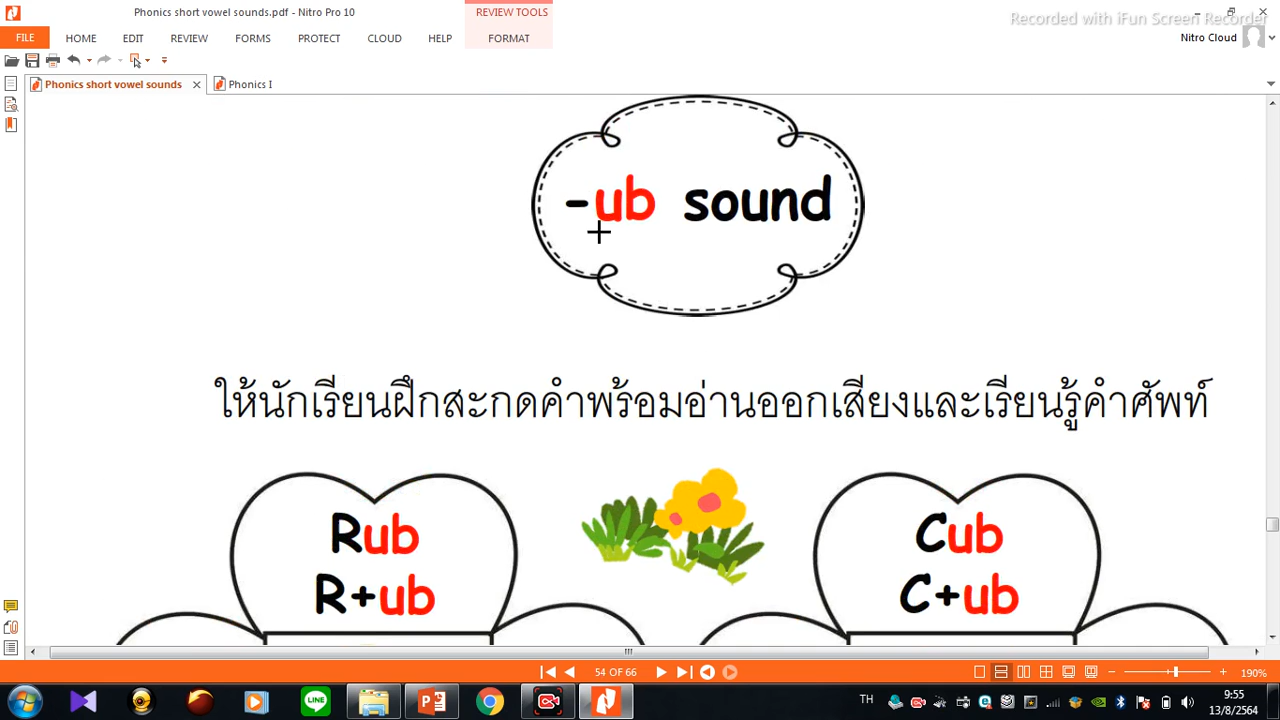 Phonics short vowel sounds.pdf - Nitro Pro 10
REVIEW TOOLS
Recorded with iFun Screen Recorder
FILE HOME EDIT REVIEW FORMS PROTECT CLOUD HELP FORMAT
Nitro Cloud
Phonics short vowel sounds
Phonics I
-ub sound
ให้นักเรียนฝึกสะกดคำพร้อมอ่านออกเสียงและเรียนรู้คำศัพท์
Rub
R+ub
Cub
C+ub
54 OF 66
190%
LINE
TH
9:55
13/8/2564